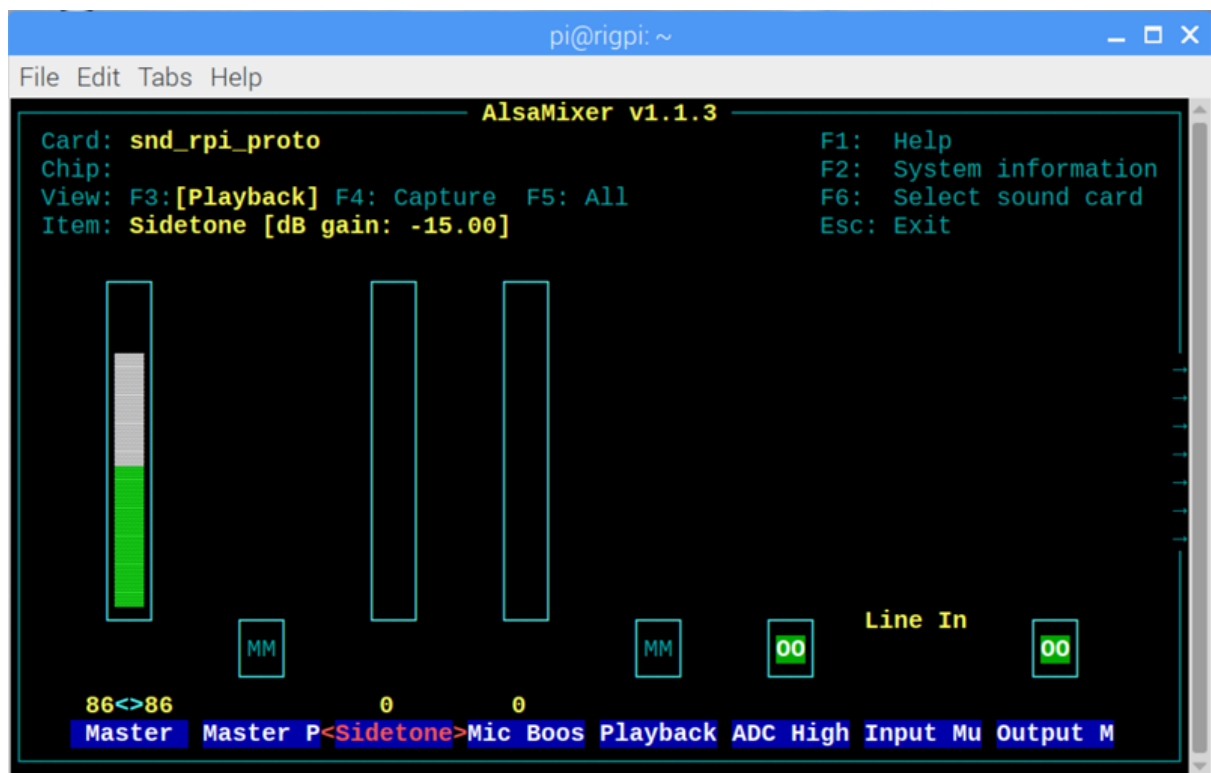 pi@rigpi: ~
File Edit Tabs Help
AlsaMixer v1.1.3
Card: snd_rpi_proto F1: Help
Chip: F2: System information
View: F3:[Playback] F4: Capture F5: All F6: Select sound card
Item: Sidetone [dB gain: -15.00] Esc: Exit
Line In
MM MM OO OO
86<>86 0 0
Master Master P<Sidetone>Mic Boos Playback ADC High Input Mu Output M